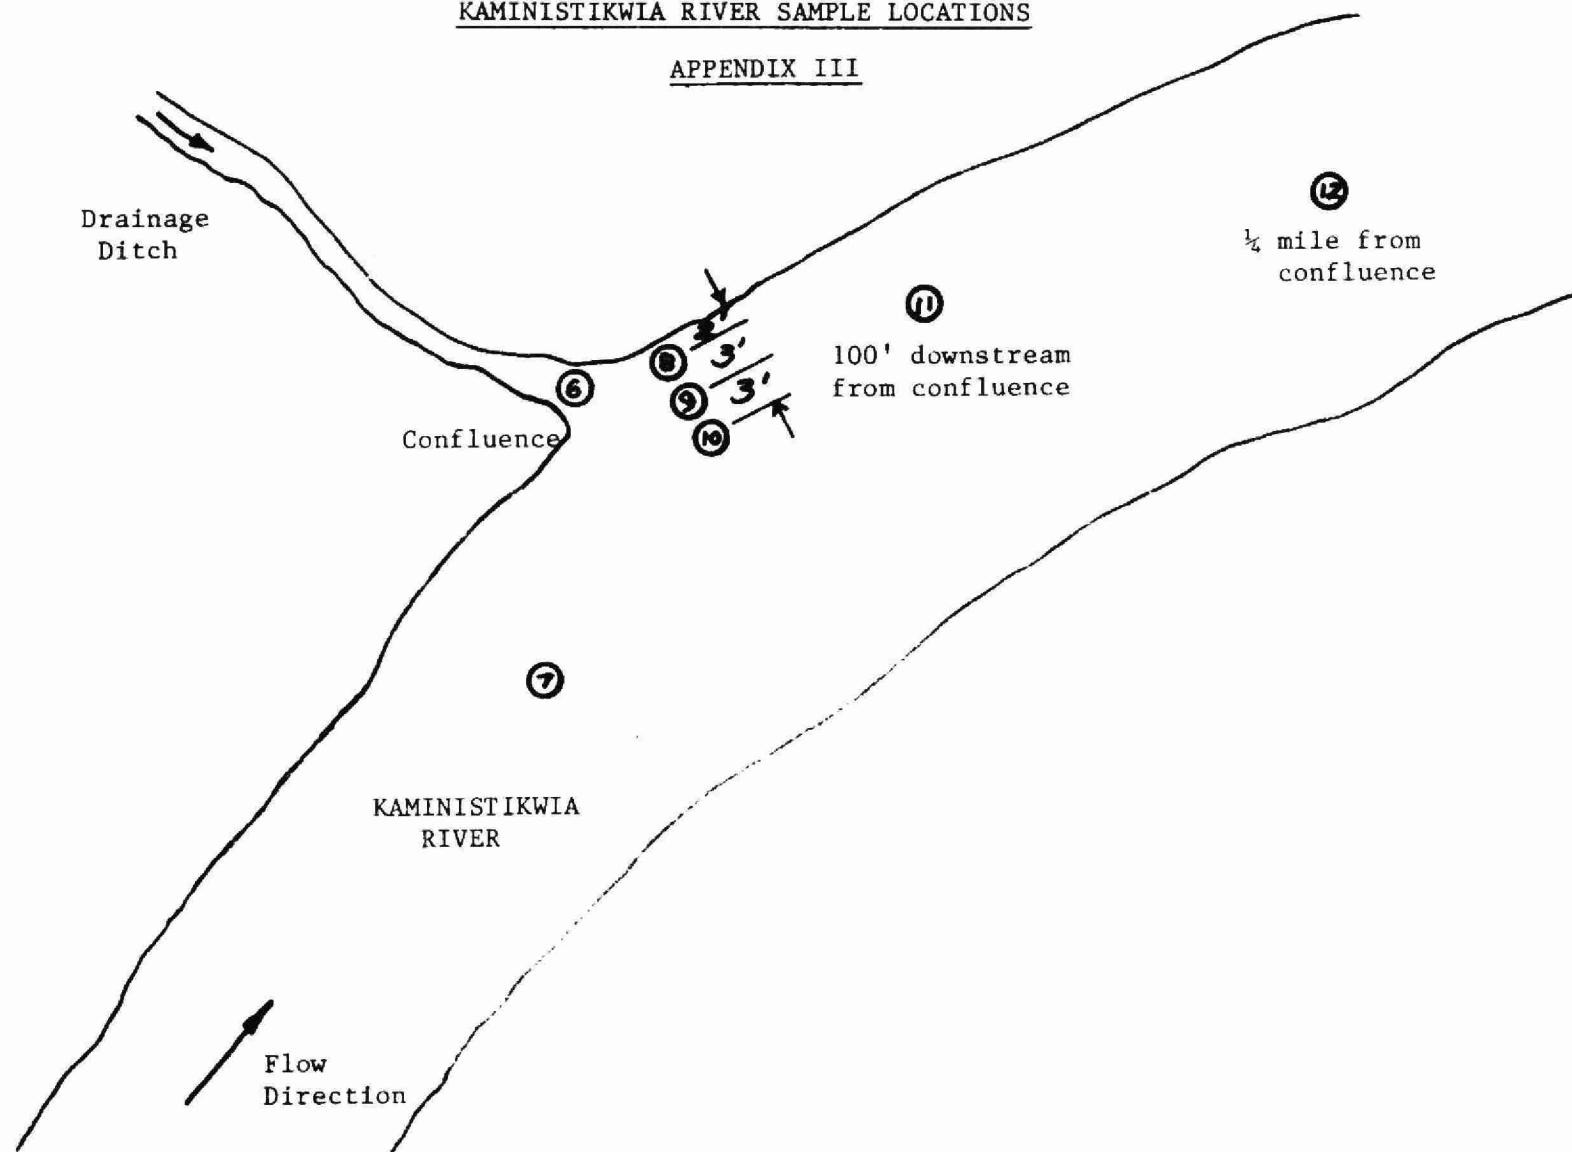 KAMINISTIKWIA RIVER SAMPLE LOCATIONS
APPENDIX III
Drainage
Ditch
12
¼ mile from
confluence
11
100' downstream
from confluence
8
3'
9
3'
10
6
Confluence
7
KAMINISTIKWIA
RIVER
Flow
Direction